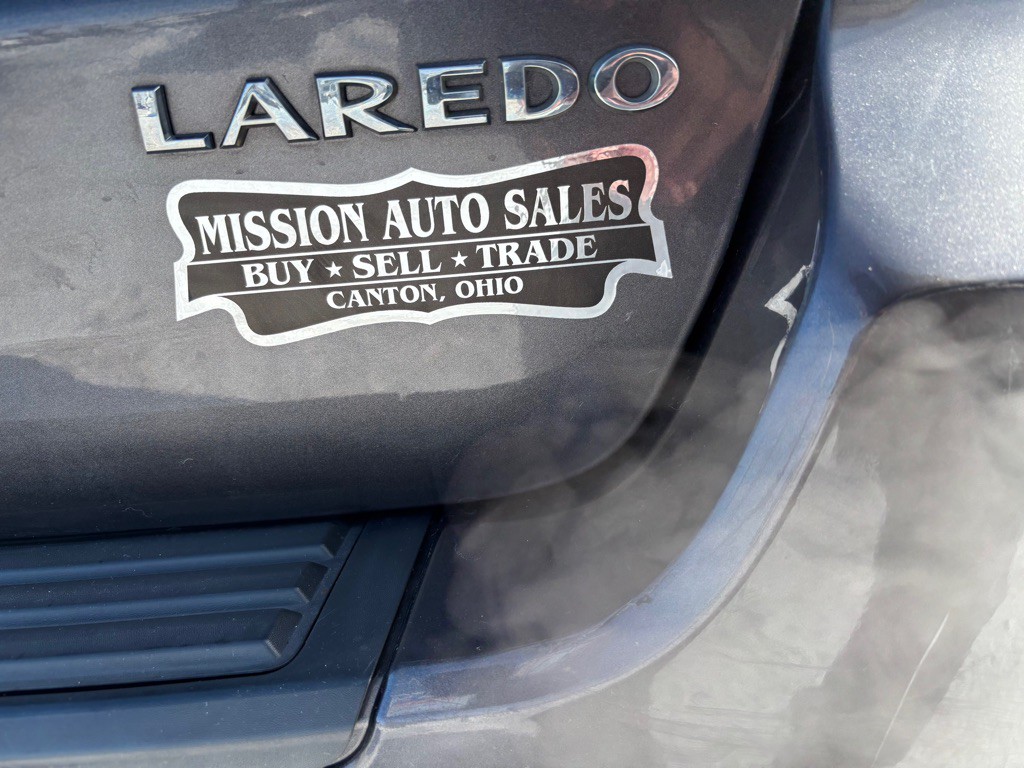 LAREDO
MISSION AUTO SALES
BUY ★ SELL ★ TRADE
CANTON, OHIO